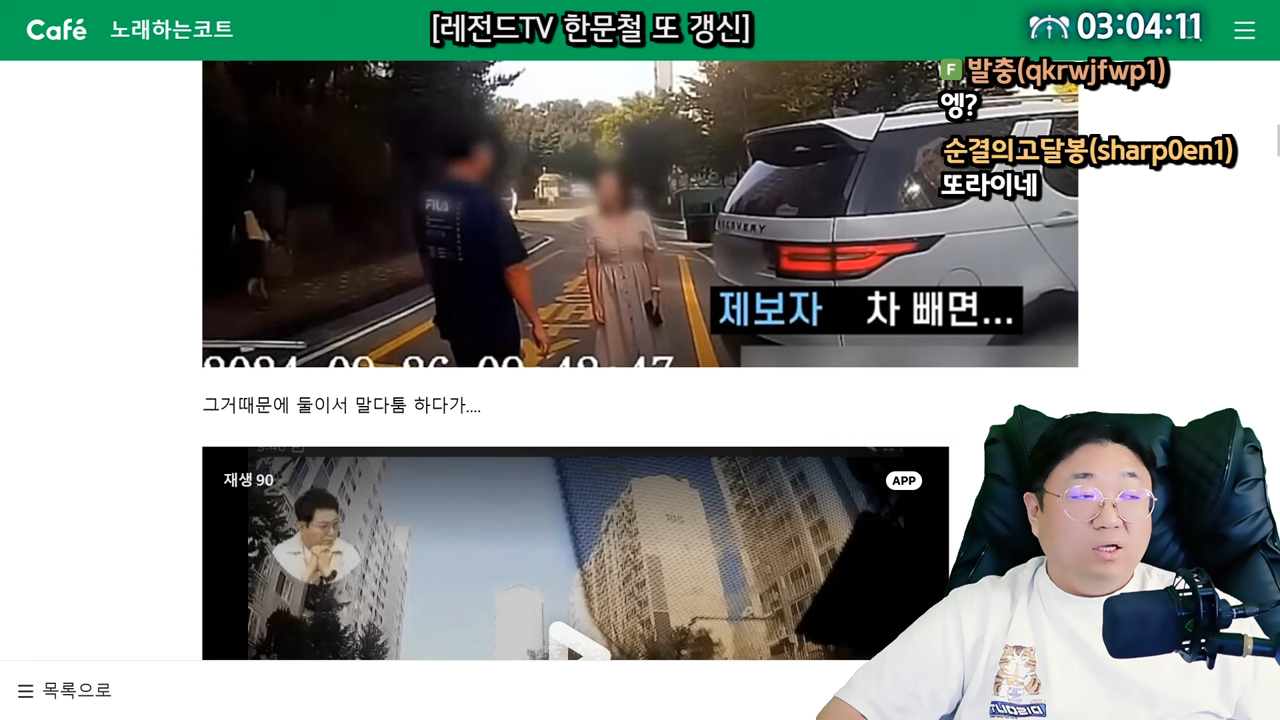 Café 노래하는코트
[레전드TV 한문철 또 갱신]
03:04:11
F 발충(qkrwjfwp1)
엥?
순결의고달봉(sharp0en1)
또라이네
FILA
DISCOVERY
제보자 차 빼면...
그거때문에 둘이서 말다툼 하다가....
재생 90
APP
목록으로